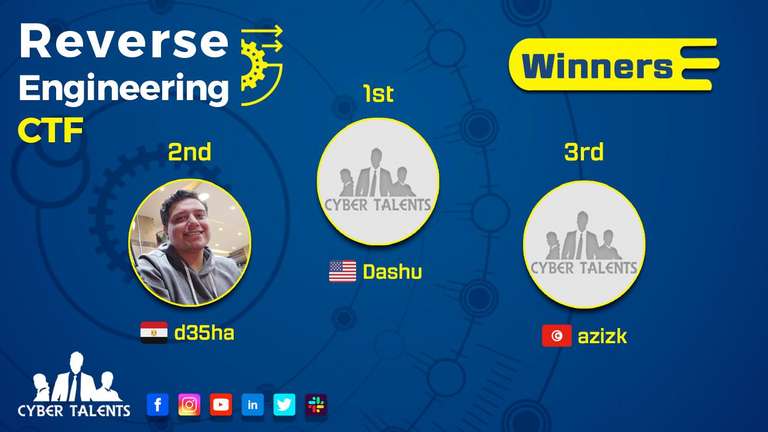 Reverse
Engineering
CTF
Winners
1st
2nd
3rd
CYBER TALENTS
CYBER TALENTS
Dashu
d35ha
azizk
CYBER TALENTS
f
in